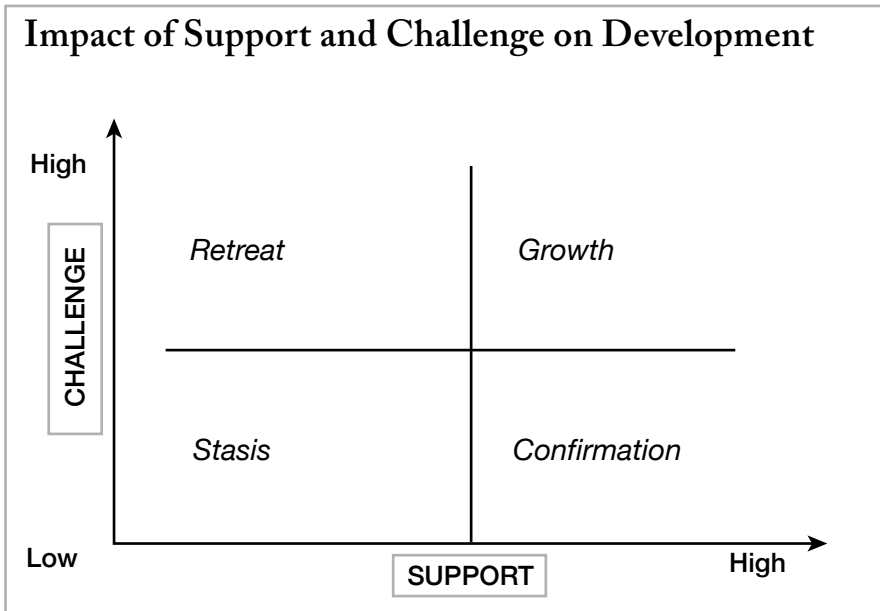 Impact of Support and Challenge on Development
High
CHALLENGE
Retreat
Growth
Stasis
Confirmation
Low
SUPPORT
High